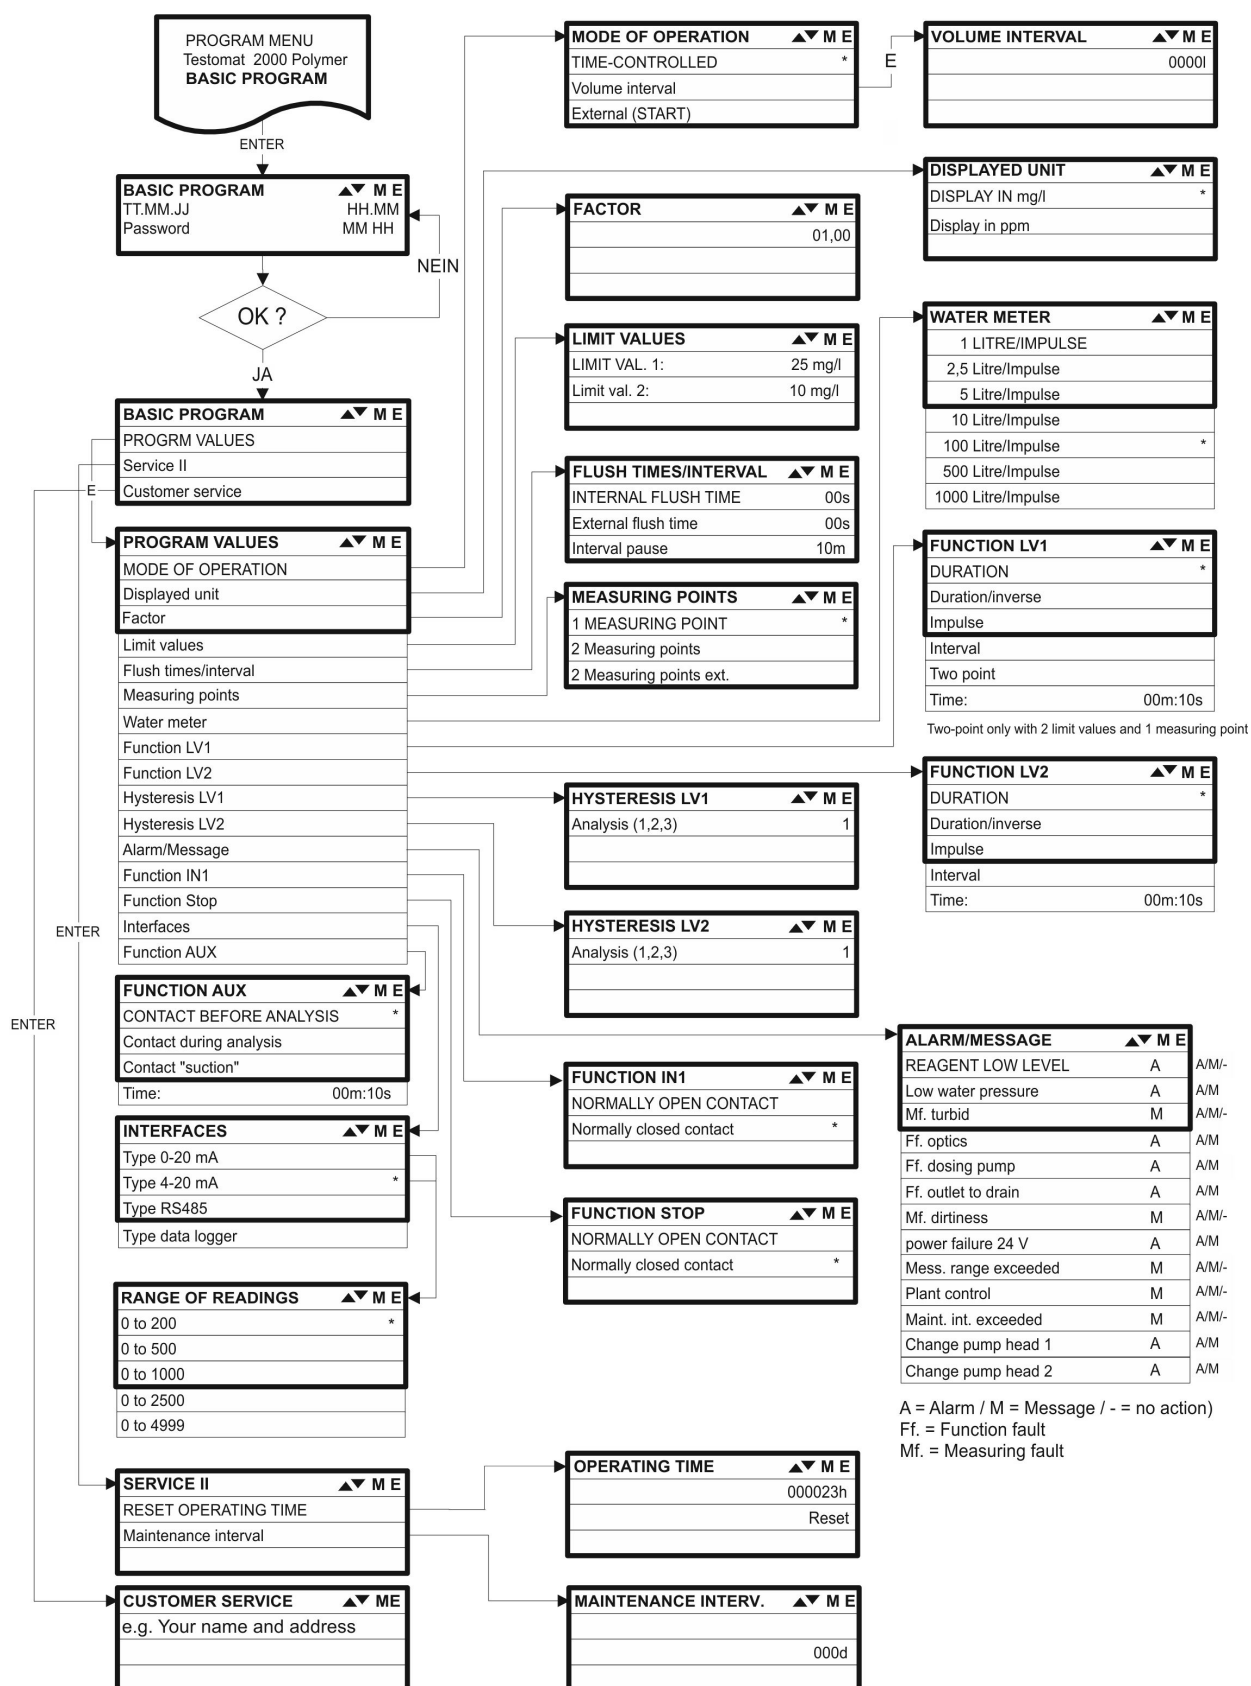 PROGRAM MENU
Testomat 2000 Polymer
BASIC PROGRAM
ENTER
BASIC PROGRAM ▲▼ M E
TT.MM.JJ HH.MM
Password MM HH
NEIN
OK ?
JA
BASIC PROGRAM ▲▼ M E
PROGRM VALUES
Service II
Customer service
E
PROGRAM VALUES ▲▼ M E
MODE OF OPERATION
Displayed unit
Factor
Limit values
Flush times/interval
Measuring points
Water meter
Function LV1
Function LV2
Hysteresis LV1
Hysteresis LV2
Alarm/Message
Function IN1
Function Stop
Interfaces
Function AUX
ENTER
ENTER
FUNCTION AUX ▲▼ M E
CONTACT BEFORE ANALYSIS *
Contact during analysis
Contact "suction"
Time: 00m:10s
INTERFACES ▲▼ M E
Type 0-20 mA
Type 4-20 mA *
Type RS485
Type data logger
RANGE OF READINGS ▲▼ M E
0 to 200 *
0 to 500
0 to 1000
0 to 2500
0 to 4999
SERVICE II ▲▼ M E
RESET OPERATING TIME
Maintenance interval
CUSTOMER SERVICE ▲▼ ME
e.g. Your name and address
MODE OF OPERATION ▲▼ M E
TIME-CONTROLLED *
Volume interval
External (START)
E
FACTOR ▲▼ M E
01,00
LIMIT VALUES ▲▼ M E
LIMIT VAL. 1: 25 mg/l
Limit val. 2: 10 mg/l
FLUSH TIMES/INTERVAL ▲▼ M E
INTERNAL FLUSH TIME 00s
External flush time 00s
Interval pause 10m
MEASURING POINTS ▲▼ M E
1 MEASURING POINT *
2 Measuring points
2 Measuring points ext.
HYSTERESIS LV1 ▲▼ M E
Analysis (1,2,3) 1
HYSTERESIS LV2 ▲▼ M E
Analysis (1,2,3) 1
FUNCTION IN1 ▲▼ M E
NORMALLY OPEN CONTACT
Normally closed contact *
FUNCTION STOP ▲▼ M E
NORMALLY OPEN CONTACT
Normally closed contact *
OPERATING TIME ▲▼ M E
000023h
Reset
MAINTENANCE INTERV. ▲▼ M E
000d
VOLUME INTERVAL ▲▼ M E
0000l
DISPLAYED UNIT ▲▼ M E
DISPLAY IN mg/l *
Display in ppm
WATER METER ▲▼ M E
1 LITRE/IMPULSE
2,5 Litre/Impulse
5 Litre/Impulse
10 Litre/Impulse
100 Litre/Impulse *
500 Litre/Impulse
1000 Litre/Impulse
FUNCTION LV1 ▲▼ M E
DURATION *
Duration/inverse
Impulse
Interval
Two point
Time: 00m:10s
Two-point only with 2 limit values and 1 measuring point
FUNCTION LV2 ▲▼ M E
DURATION *
Duration/inverse
Impulse
Interval
Time: 00m:10s
ALARM/MESSAGE ▲▼ M E
REAGENT LOW LEVEL A A/M/-
Low water pressure A A/M
Mf. turbid M A/M/-
Ff. optics A A/M
Ff. dosing pump A A/M
Ff. outlet to drain A A/M
Mf. dirtiness M A/M/-
power failure 24 V A A/M
Mess. range exceeded M A/M/-
Plant control M A/M/-
Maint. int. exceeded M A/M/-
Change pump head 1 A A/M
Change pump head 2 A A/M
A = Alarm / M = Message / - = no action)
Ff. = Function fault
Mf. = Measuring fault